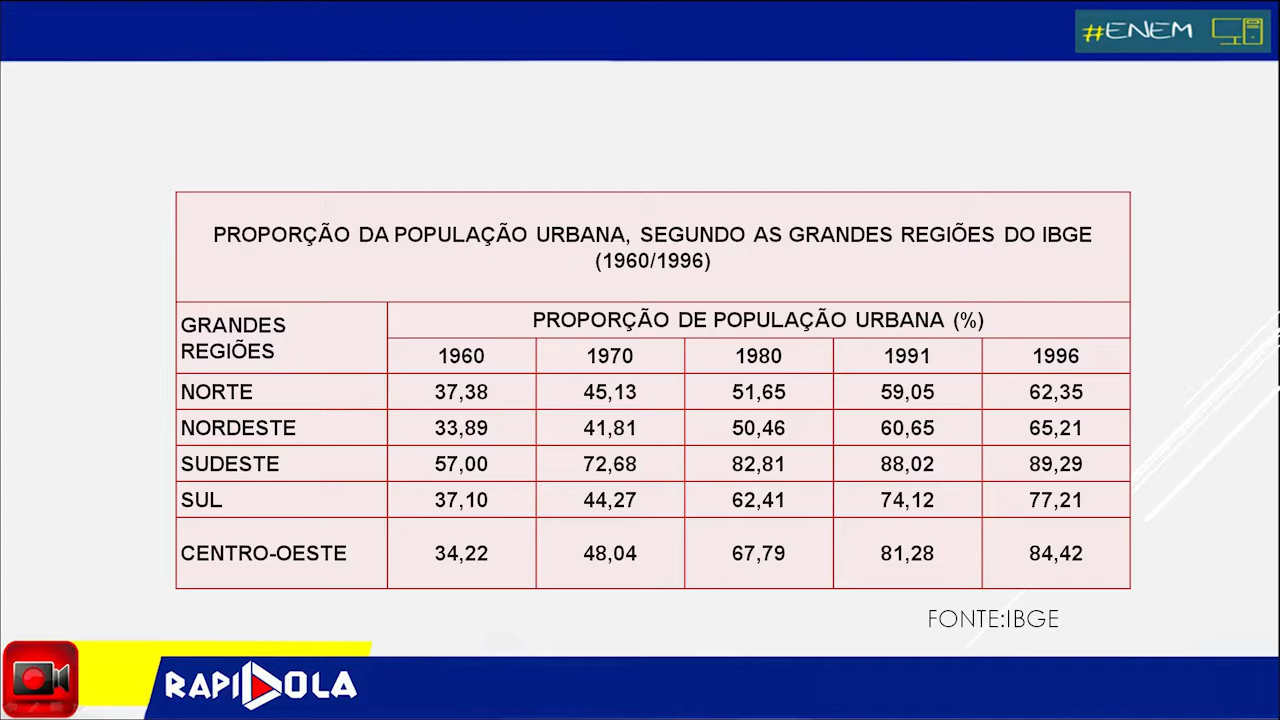 #ENEM
PROPORÇÃO DA POPULAÇÃO URBANA, SEGUNDO AS GRANDES REGIÕES DO IBGE
(1960/1996)
GRANDES
REGIÕES
PROPORÇÃO DE POPULAÇÃO URBANA (%)
1960 1970 1980 1991 1996
NORTE 37,38 45,13 51,65 59,05 62,35
NORDESTE 33,89 41,81 50,46 60,65 65,21
SUDESTE 57,00 72,68 82,81 88,02 89,29
SUL 37,10 44,27 62,41 74,12 77,21
CENTRO-OESTE 34,22 48,04 67,79 81,28 84,42
FONTE:IBGE
RAPIDOLA